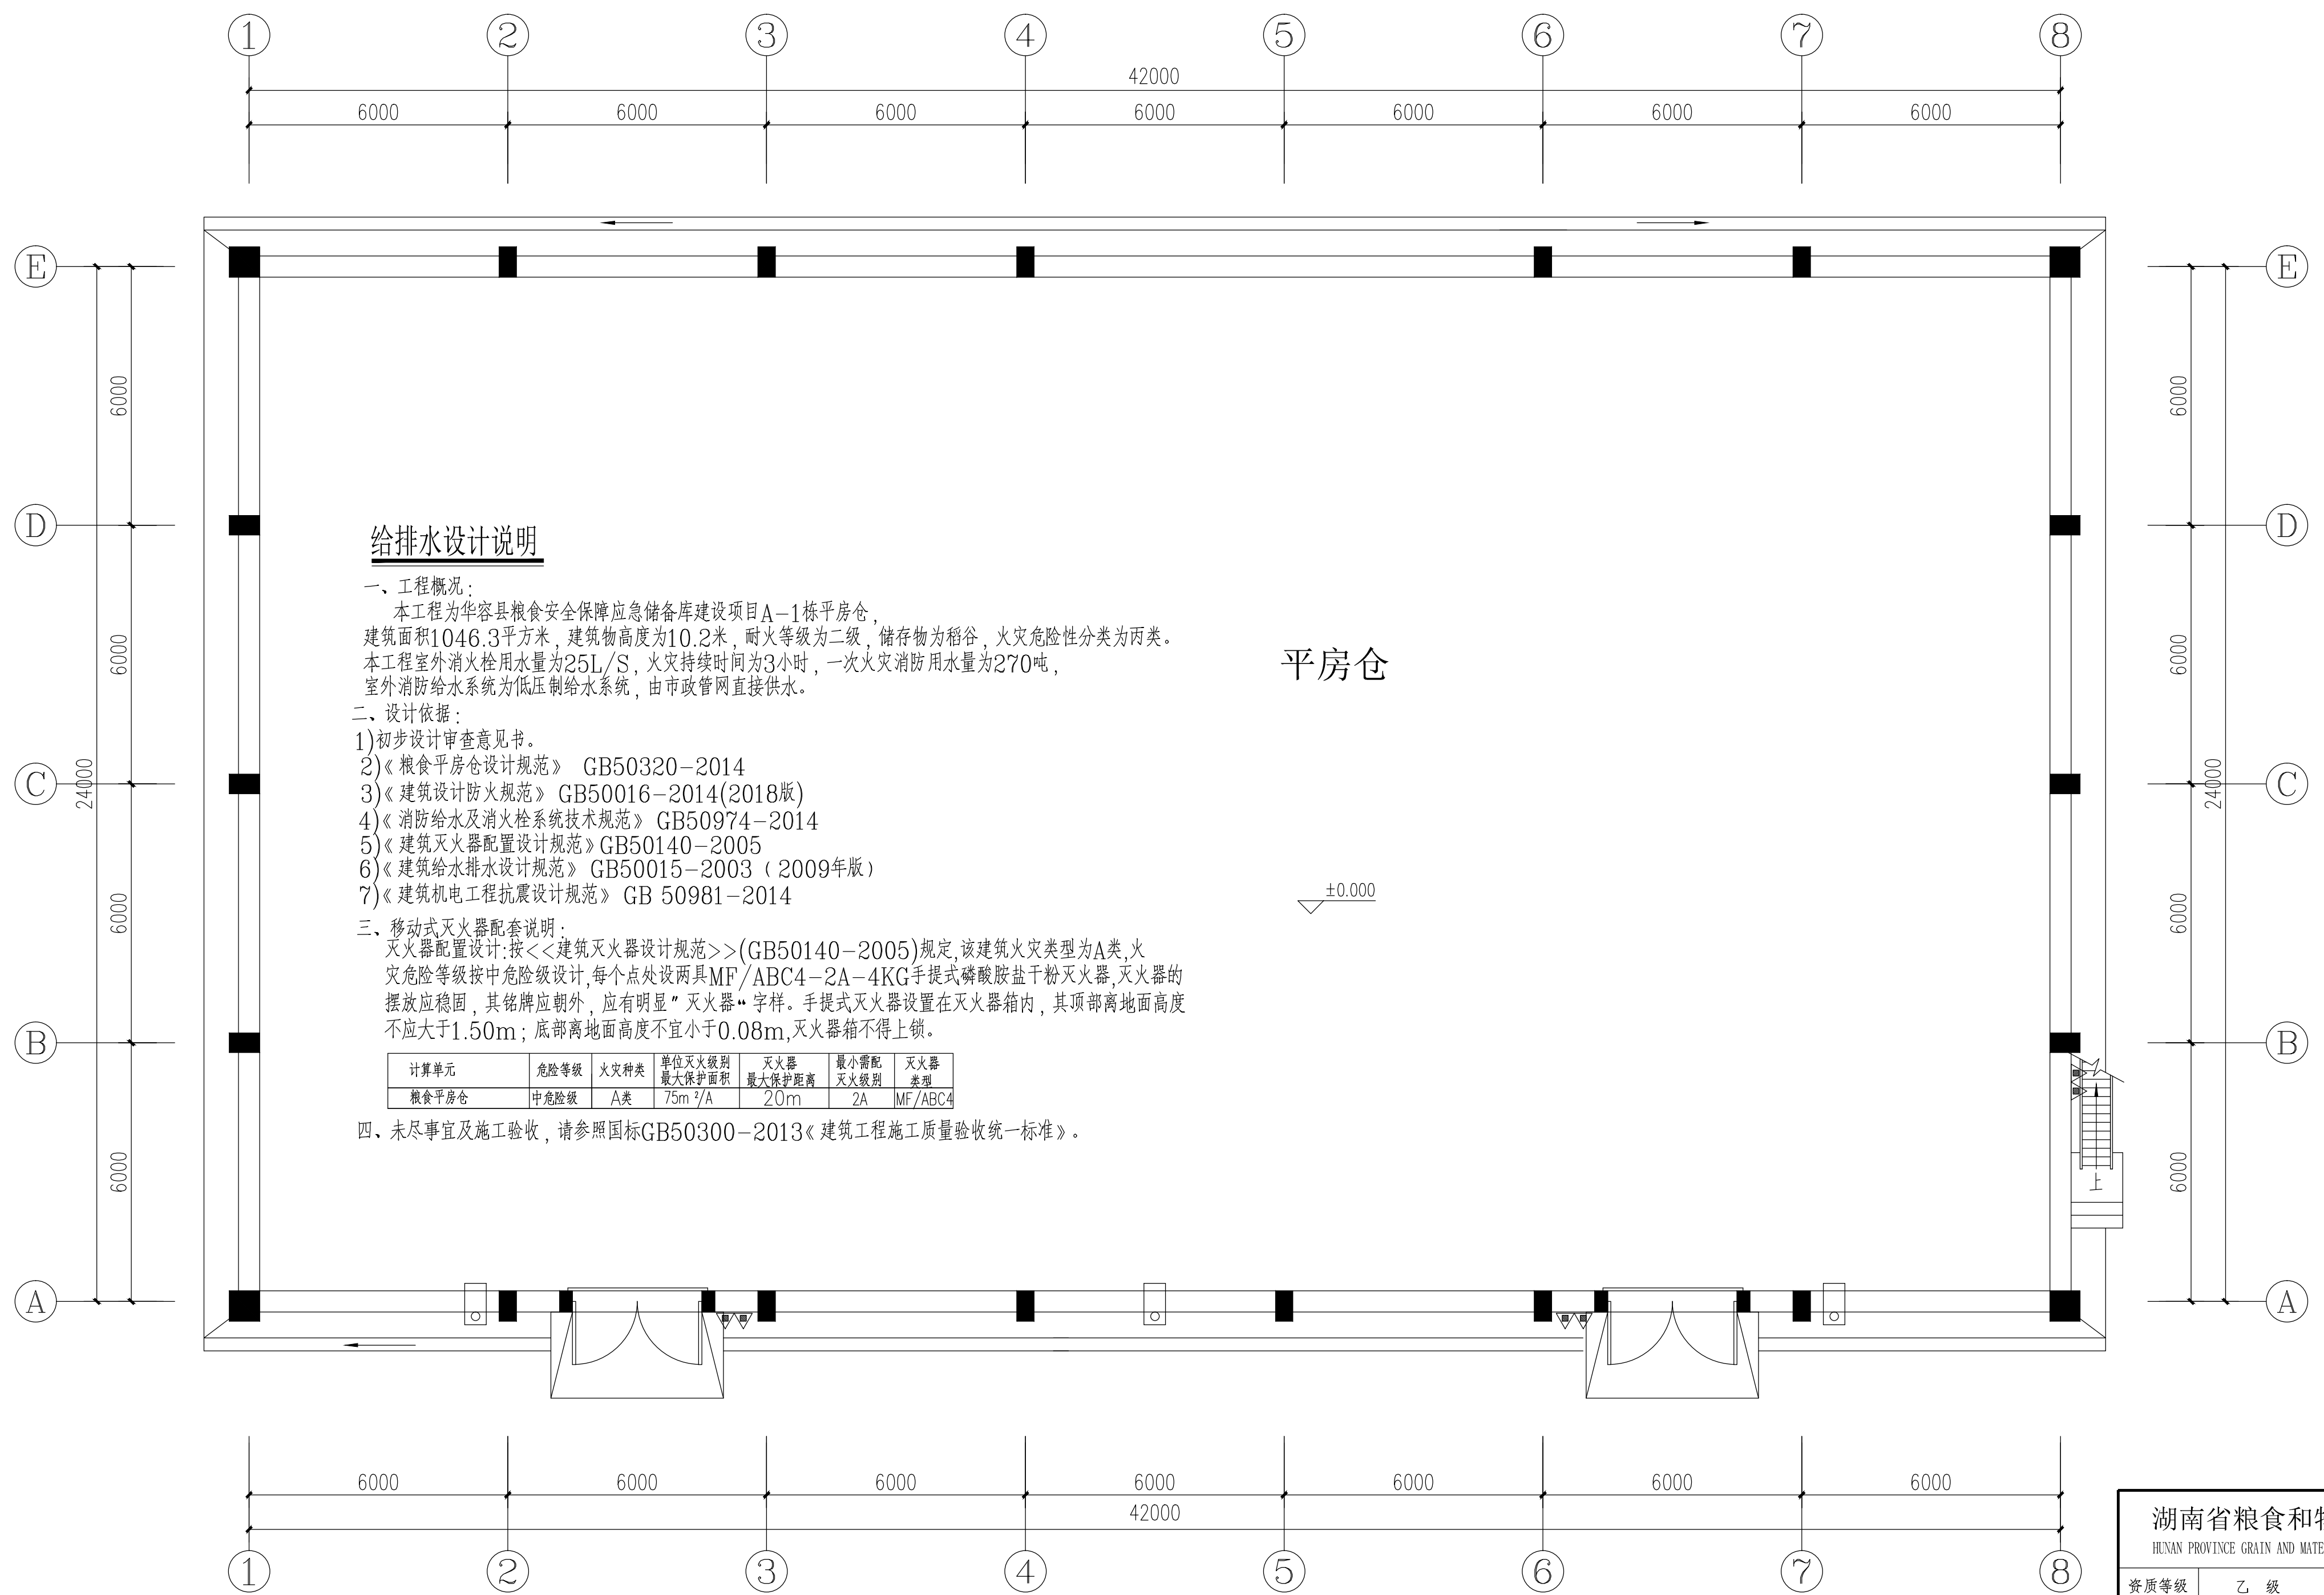 1 2 3 4 5 6 7 8
42000
6000 6000 6000 6000 6000 6000 6000
E E
6000 6000
D D
给排水设计说明
一、工程概况:
本工程为华容县粮食安全保障应急储备库建设项目A-1栋平房仓,
建筑面积1046.3平方米,建筑物高度为10.2米,耐火等级为二级,储存物为稻谷,火灾危险性分类为丙类。
本工程室外消火栓用水量为25L/S,火灾持续时间为3小时,一次火灾消防用水量为270吨,
室外消防给水系统为低压制给水系统,由市政管网直接供水。
平房仓
6000 6000
二、设计依据:
1)初步设计审查意见书。
2)《粮食平房仓设计规范》 GB50320-2014
3)《建筑设计防火规范》GB50016-2014(2018版)
4)《消防给水及消火栓系统技术规范》GB50974-2014
5)《建筑灭火器配置设计规范》GB50140-2005
6)《建筑给水排水设计规范》GB50015-2003(2009年版)
7)《建筑机电工程抗震设计规范》GB 50981-2014
C C
24000 24000
±0.000
6000 6000
三、移动式灭火器配套说明:
灭火器配置设计:按<<建筑灭火器设计规范>>(GB50140-2005)规定,该建筑火灾类型为A类,火
灾危险等级按中危险级设计,每个点处设两具MF/ABC4-2A-4KG手提式磷酸胺盐干粉灭火器,灭火器的
摆放应稳固,其铭牌应朝外,应有明显"灭火器“字样。手提式灭火器设置在灭火器箱内,其顶部离地面高度
不应大于1.50m;底部离地面高度不宜小于0.08m,灭火器箱不得上锁。
B B
计算单元 危险等级 火灾种类 单位灭火级别最大保护面积 灭火器最大保护距离 最小需配灭火级别 灭火器类型
粮食平房仓 中危险级 A类 75m²/A 20m 2A MF/ABC4
四、未尽事宜及施工验收,请参照国标GB50300-2013《建筑工程施工质量验收统一标准》。
6000 6000
上
A A
6000 6000 6000 6000 6000 6000 6000
42000
1 2 3 4 5 6 7 8
湖南省粮食和
HUNAN PROVINCE GRAIN AND MATE
资质等级 乙 级